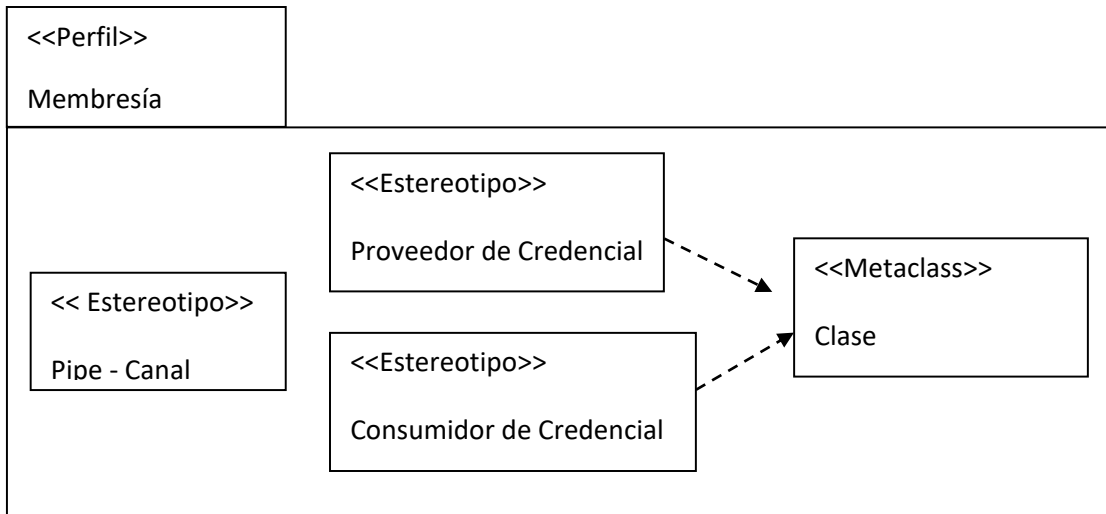 <<Perfil>>
Membresía
<<Estereotipo>>
Proveedor de Credencial
<< Estereotipo>>
Pipe - Canal
<<Estereotipo>>
Consumidor de Credencial
<<Metaclass>>
Clase